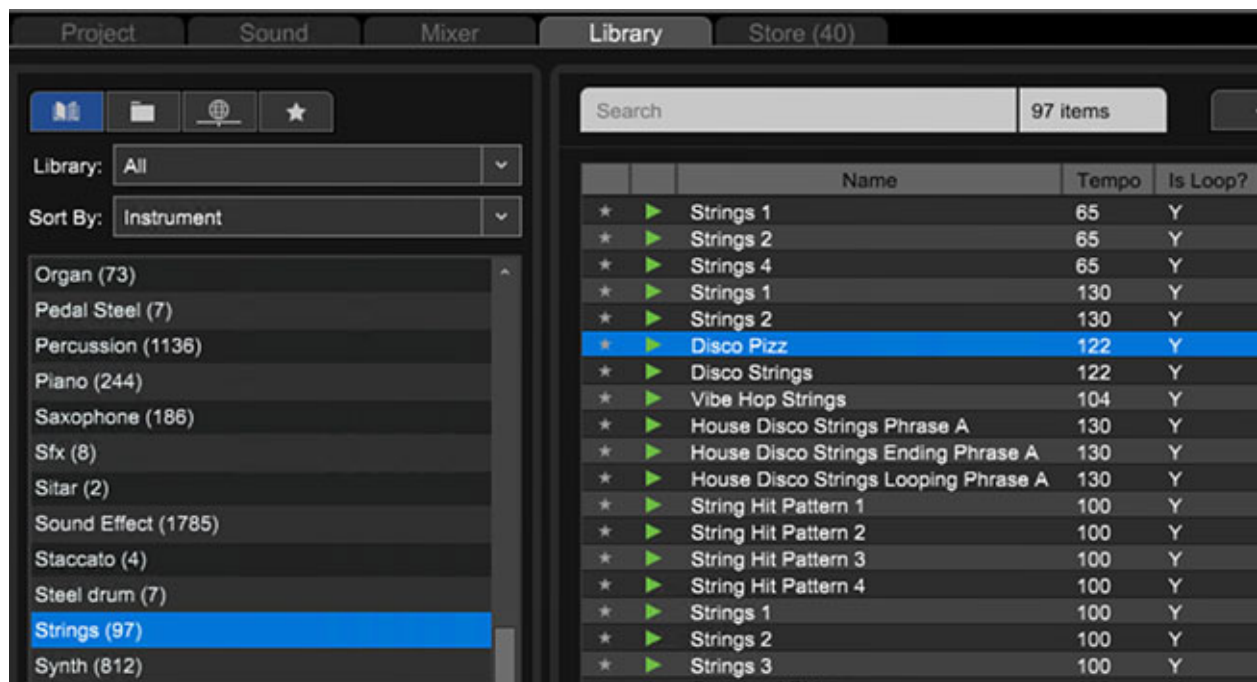 Project Sound Mixer Library Store (40)
Search 97 items
Library: All
Sort By: Instrument
Organ (73)
Pedal Steel (7)
Percussion (1136)
Piano (244)
Saxophone (186)
Sfx (8)
Sitar (2)
Sound Effect (1785)
Staccato (4)
Steel drum (7)
Strings (97)
Synth (812)
Name Tempo Is Loop?
Strings 1 65 Y
Strings 2 65 Y
Strings 4 65 Y
Strings 1 130 Y
Strings 2 130 Y
Disco Pizz 122 Y
Disco Strings 122 Y
Vibe Hop Strings 104 Y
House Disco Strings Phrase A 130 Y
House Disco Strings Ending Phrase A 130 Y
House Disco Strings Looping Phrase A 130 Y
String Hit Pattern 1 100 Y
String Hit Pattern 2 100 Y
String Hit Pattern 3 100 Y
String Hit Pattern 4 100 Y
Strings 1 100 Y
Strings 2 100 Y
Strings 3 100 Y